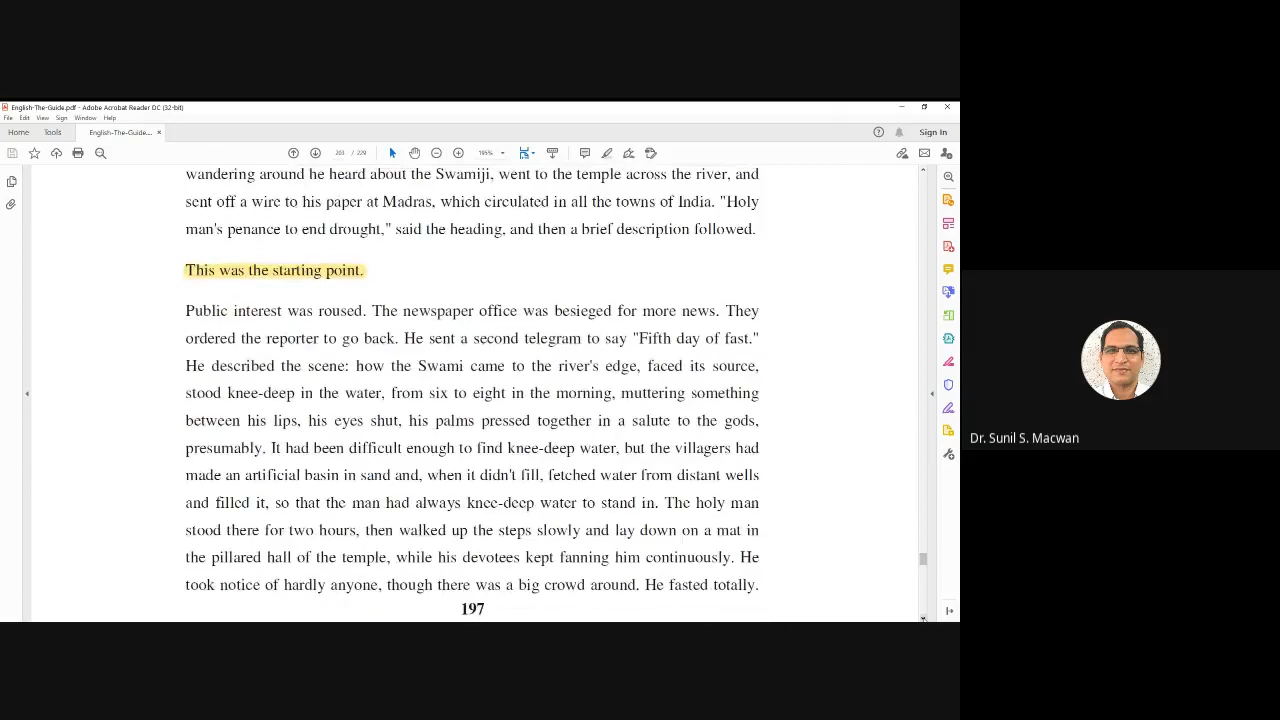 English-The-Guide.pdf - Adobe Acrobat Reader DC (32-bit)
File Edit View Sign Window Help
Home Tools English-The-Guide.... × Sign In
203 / 229 195%
wandering around he heard about the Swamiji, went to the temple across the river, and
sent off a wire to his paper at Madras, which circulated in all the towns of India. "Holy
man's penance to end drought," said the heading, and then a brief description followed.
This was the starting point.
Public interest was roused. The newspaper office was besieged for more news. They
ordered the reporter to go back. He sent a second telegram to say "Fifth day of fast."
He described the scene: how the Swami came to the river's edge, faced its source,
stood knee-deep in the water, from six to eight in the morning, muttering something
between his lips, his eyes shut, his palms pressed together in a salute to the gods,
presumably. It had been difficult enough to find knee-deep water, but the villagers had
made an artificial basin in sand and, when it didn't fill, fetched water from distant wells
and filled it, so that the man had always knee-deep water to stand in. The holy man
stood there for two hours, then walked up the steps slowly and lay down on a mat in
the pillared hall of the temple, while his devotees kept fanning him continuously. He
took notice of hardly anyone, though there was a big crowd around. He fasted totally.
197
Dr. Sunil S. Macwan